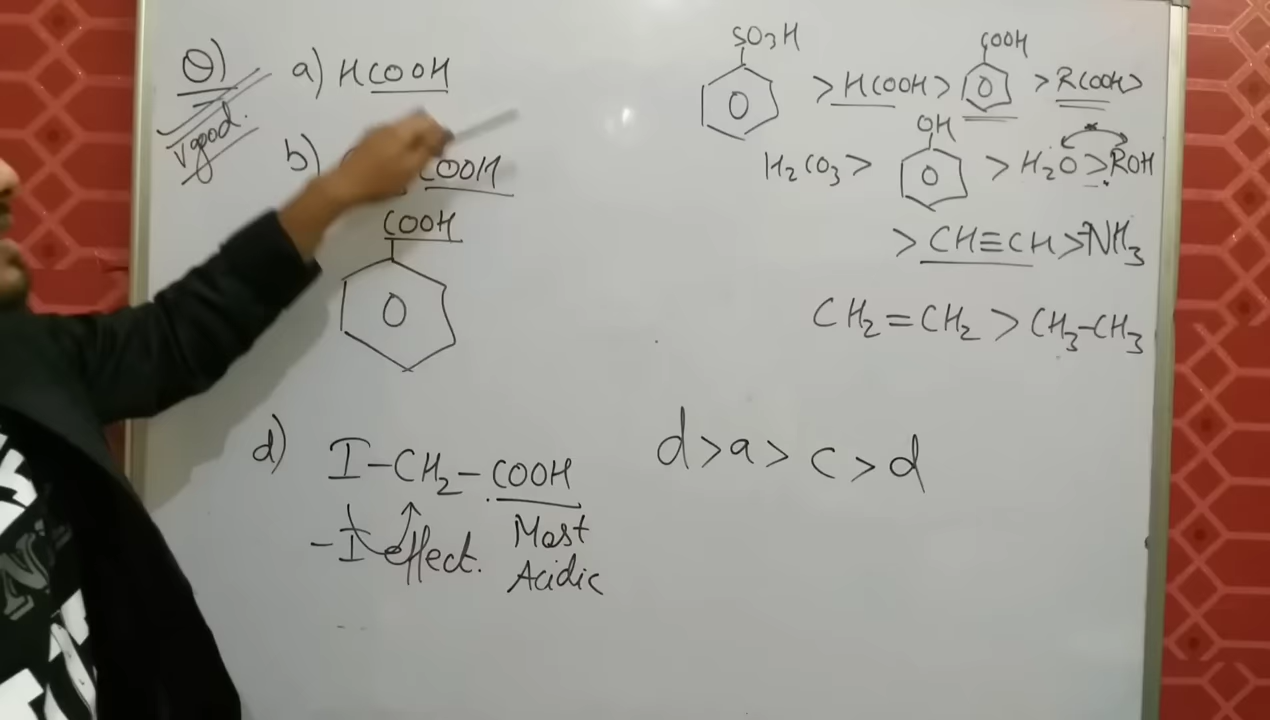 Q)
V good.
a) HCOOH
b) COOH
COOH
d) I-CH2-COOH
-I effect.
Most
Acidic
SO3H > HCOOH > COOH > RCOOH >
H2CO3 > OH > H2O > ROH
> CH≡CH > NH3
CH2=CH2 > CH3-CH3
d > a > c > d